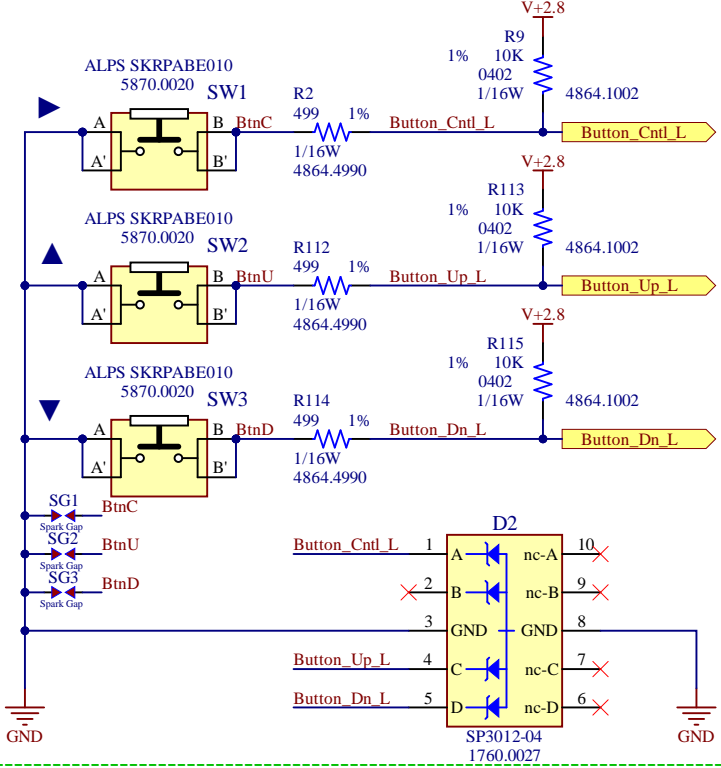 V+2.8
R9
1% 10K
0402
1/16W 4864.1002
ALPS SKRPABE010
5870.0020
SW1
A B BtnC
A' B'
R2
499 1%
1/16W
4864.4990
Button_Cntl_L
Button_Cntl_L
V+2.8
R113
1% 10K
0402
1/16W 4864.1002
ALPS SKRPABE010
5870.0020
SW2
A B BtnU
A' B'
R112
499 1%
1/16W
4864.4990
Button_Up_L
Button_Up_L
V+2.8
R115
1% 10K
0402
1/16W 4864.1002
ALPS SKRPABE010
5870.0020
SW3
A B BtnD
A' B'
R114
499 1%
1/16W
4864.4990
Button_Dn_L
Button_Dn_L
SG1 BtnC
Spark Gap
SG2 BtnU
Spark Gap
SG3 BtnD
Spark Gap
D2
Button_Cntl_L 1 A nc-A 10
2 B nc-B 9
3 GND GND 8
Button_Up_L 4 C nc-C 7
Button_Dn_L 5 D nc-D 6
SP3012-04
1760.0027
GND
GND